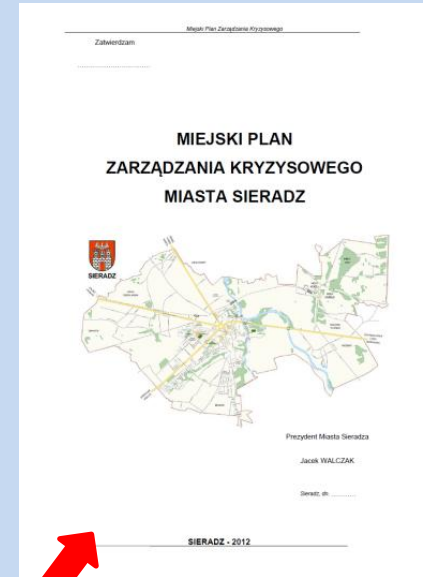 Miejski Plan Zarządzania Kryzysowego
Zatwierdzam
................................
MIEJSKI PLAN
ZARZĄDZANIA KRYZYSOWEGO
MIASTA SIERADZ
SIERADZ
Prezydent Miasta Sieradza
Jacek WALCZAK
Sieradz, dn. ............
SIERADZ - 2012